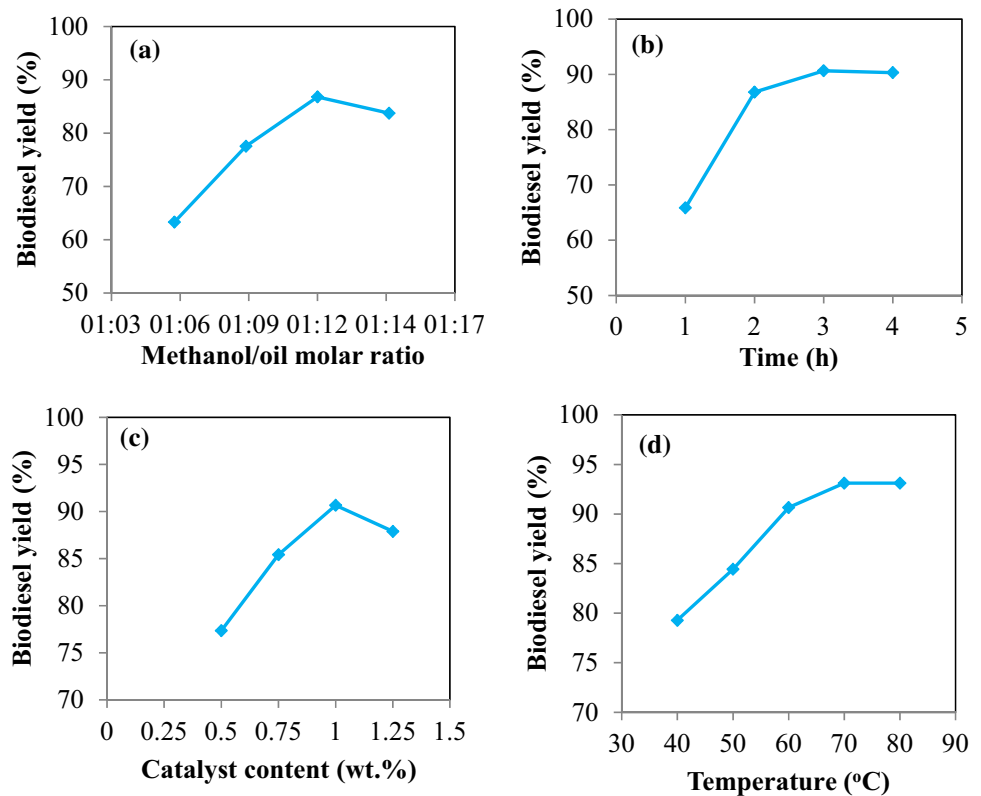 (a)
Biodiesel yield (%)
100
90
80
70
60
50
01:03 01:06 01:09 01:12 01:14 01:17
Methanol/oil molar ratio
(b)
Biodiesel yield (%)
100
90
80
70
60
50
0 1 2 3 4 5
Time (h)
(c)
Biodiesel yield (%)
100
95
90
85
80
75
70
0 0.25 0.5 0.75 1 1.25 1.5
Catalyst content (wt.%)
(d)
Biodiesel yield (%)
100
95
90
85
80
75
70
30 40 50 60 70 80 90
Temperature (°C)